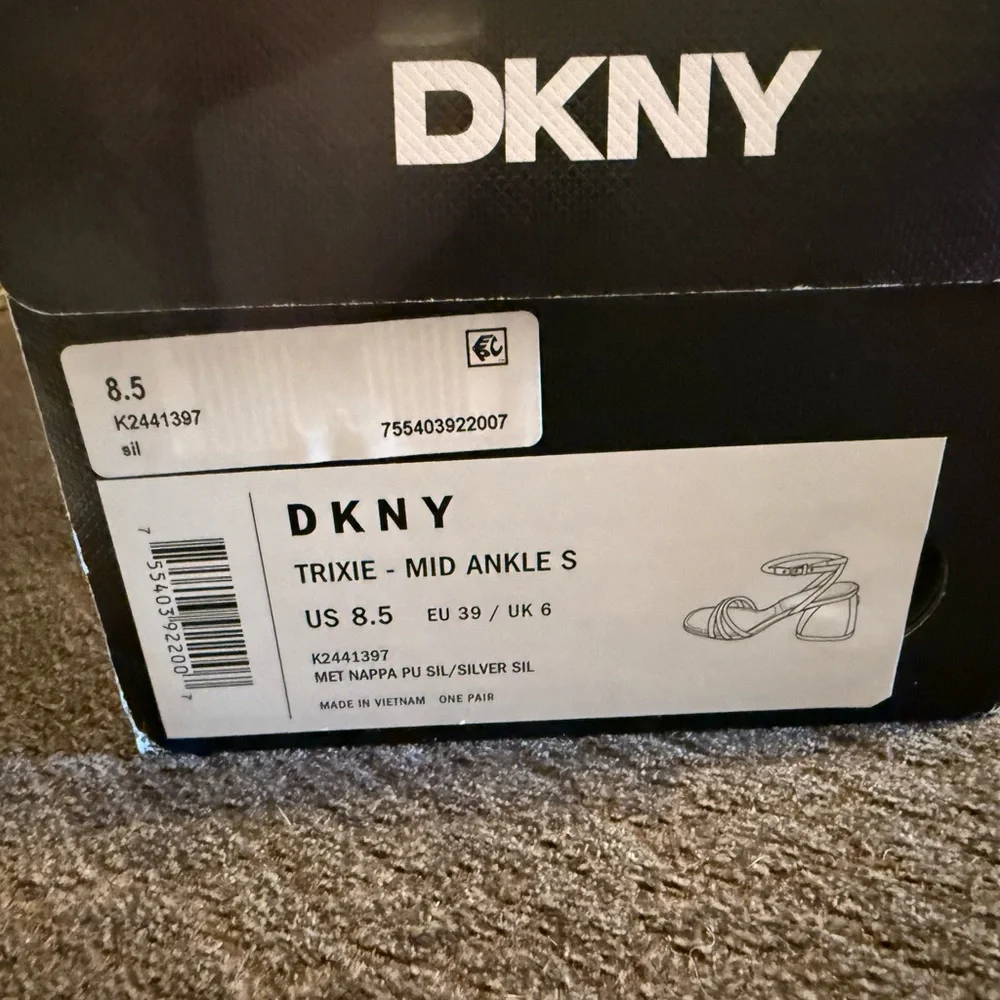 DKNY
8.5
K2441397
sil
755403922007
7 55403 92200 7
DKNY
TRIXIE - MID ANKLE S
US 8.5 EU 39 / UK 6
K2441397
MET NAPPA PU SIL/SILVER SIL
MADE IN VIETNAM ONE PAIR